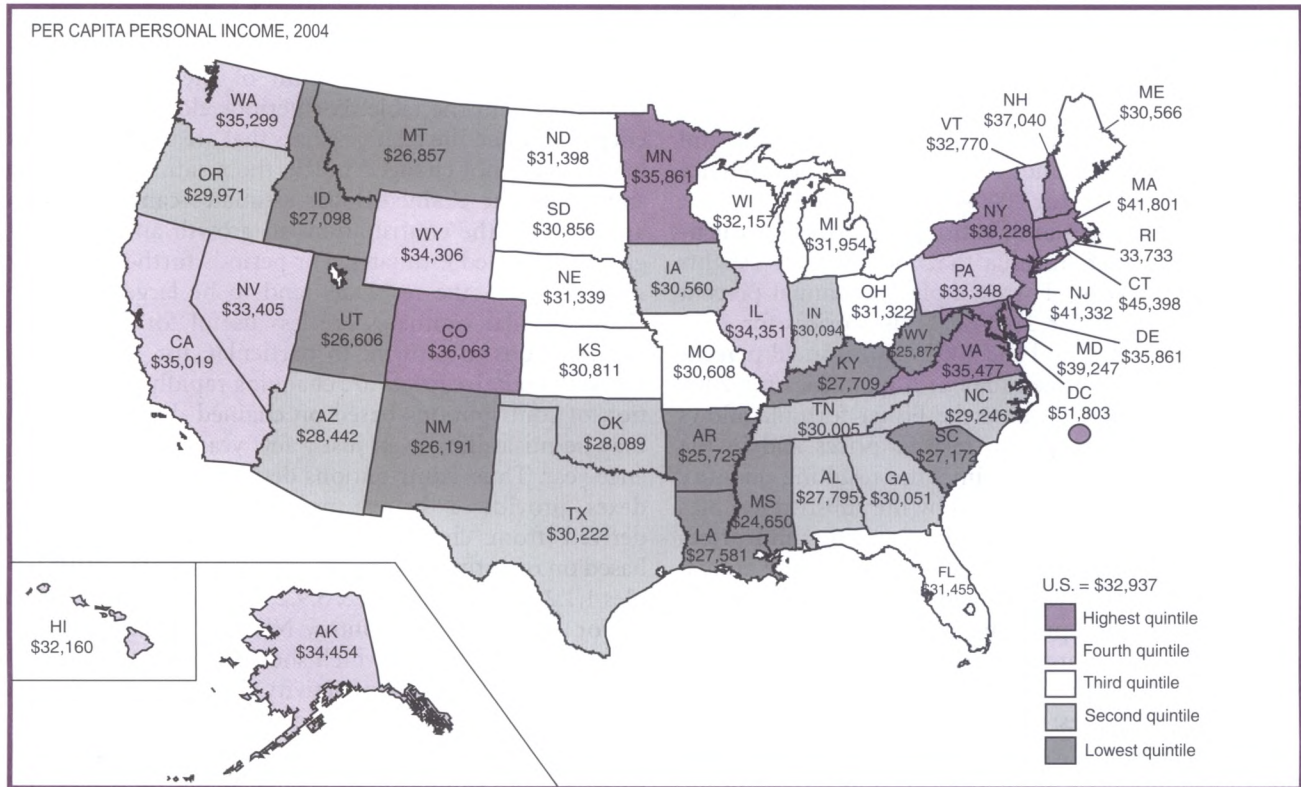 PER CAPITA PERSONAL INCOME, 2004
WA
$35,299
OR
$29,971
CA
$35,019
NV
$33,405
ID
$27,098
MT
$26,857
WY
$34,306
UT
$26,606
CO
$36,063
AZ
$28,442
NM
$26,191
ND
$31,398
SD
$30,856
NE
$31,339
KS
$30,811
OK
$28,089
TX
$30,222
MN
$35,861
IA
$30,560
MO
$30,608
AR
$25,725
LA
$27,581
WI
$32,157
IL
$34,351
MI
$31,954
IN
$30,094
OH
$31,322
KY
$27,709
TN
$30,005
MS
$24,650
AL
$27,795
GA
$30,051
FL
$31,455
SC
$27,172
NC
$29,246
VA
$35,477
WV
$25,872
PA
$33,348
NY
$38,228
VT
$32,770
NH
$37,040
ME
$30,566
MA
$41,801
RI
33,733
CT
$45,398
NJ
$41,332
DE
$35,861
MD
$39,247
DC
$51,803
HI
$32,160
AK
$34,454
U.S. = $32,937
Highest quintile
Fourth quintile
Third quintile
Second quintile
Lowest quintile